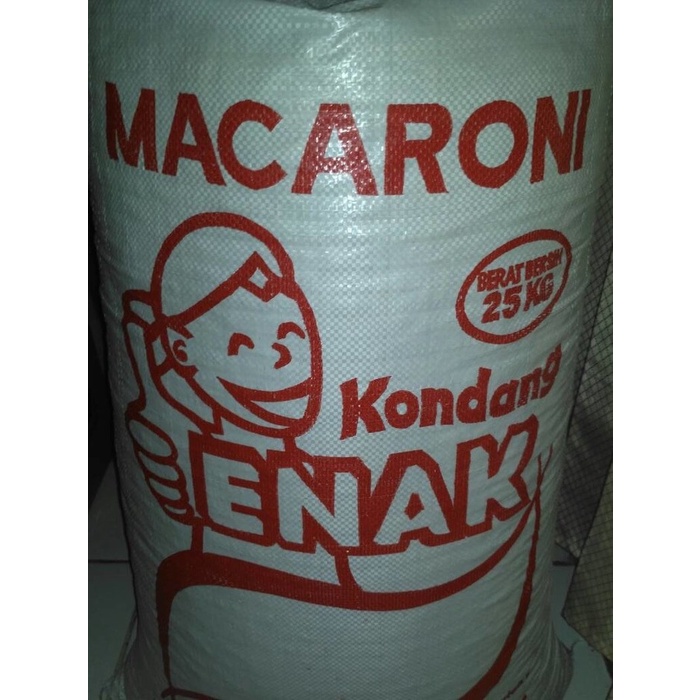 MACARONI
BERAT BERSIH
25 KG
Kondang
ENAK